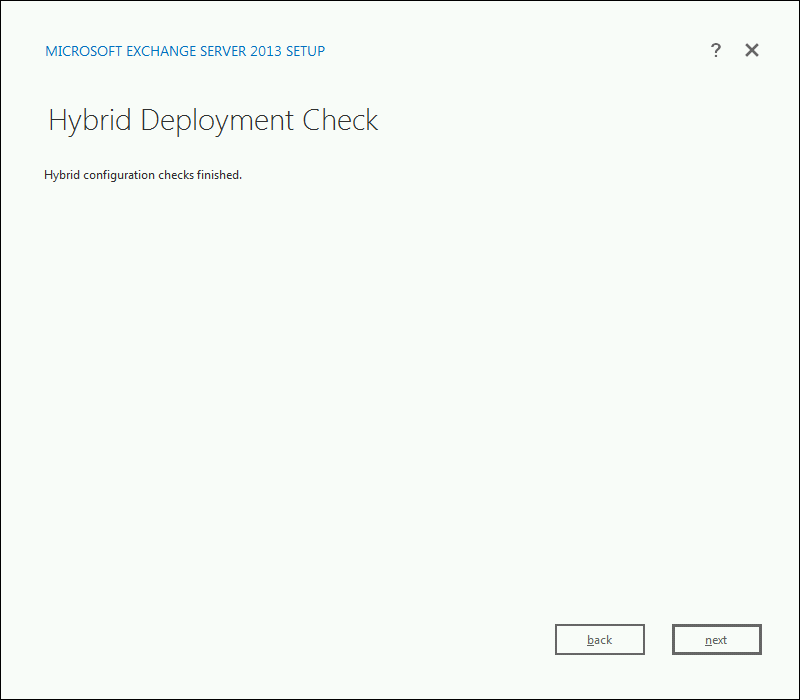 MICROSOFT EXCHANGE SERVER 2013 SETUP
?
Hybrid Deployment Check
Hybrid configuration checks finished.
back
next